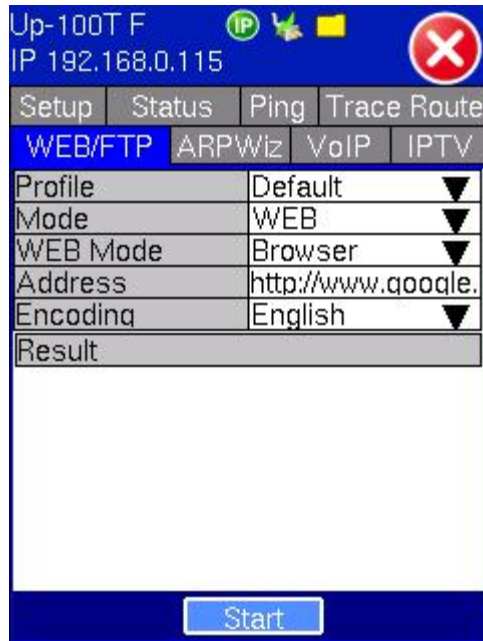 Up-100T F IP
IP 192.168.0.115
Setup Status Ping Trace Route
WEB/FTP ARPWiz VoIP IPTV
Profile Default
Mode WEB
WEB Mode Browser
Address http://www.google.
Encoding English
Result
Start